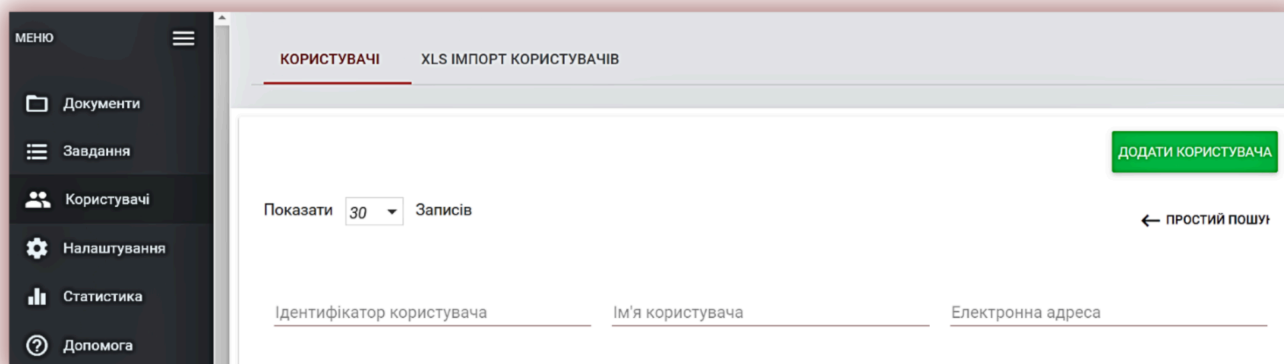 МЕНЮ
Документи
Завдання
Користувачі
Налаштування
Статистика
Допомога
КОРИСТУВАЧІ XLS ІМПОРТ КОРИСТУВАЧІВ
ДОДАТИ КОРИСТУВАЧА
Показати 30 Записів
ПРОСТИЙ
Ідентифікатор користувача Ім'я користувача Електронна адреса